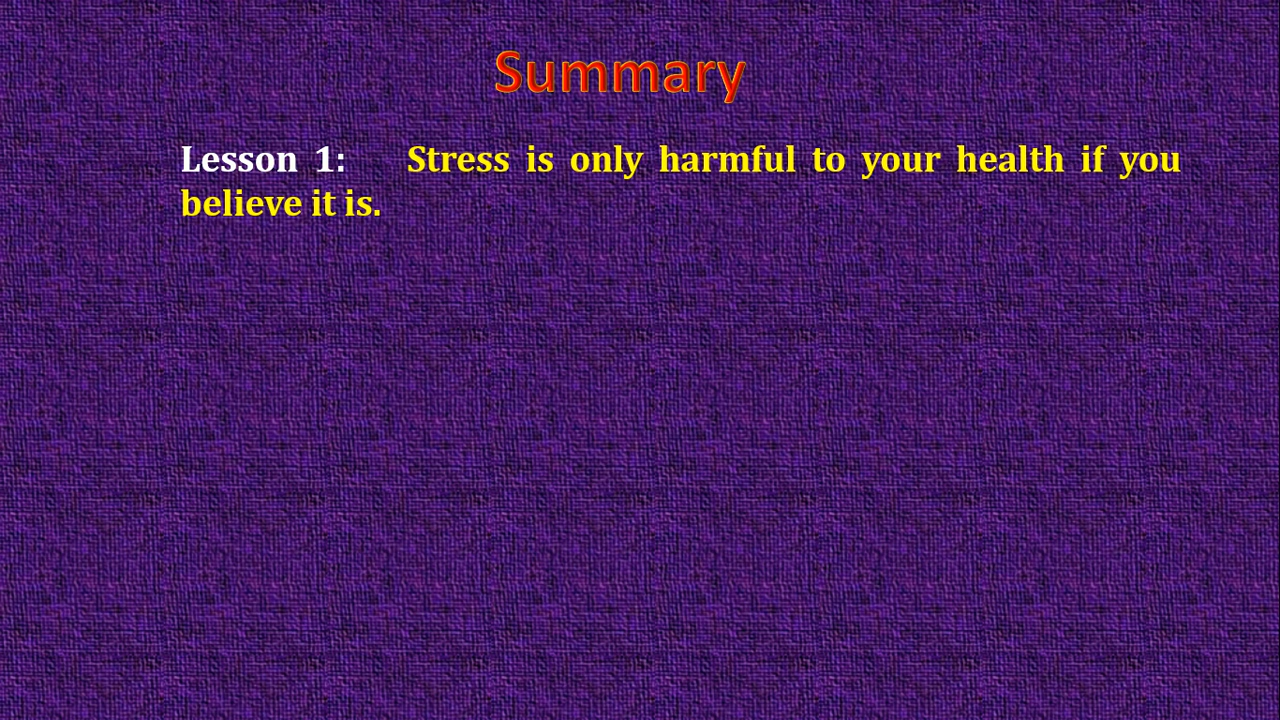 Summary
Lesson 1: Stress is only harmful to your health if you
believe it is.